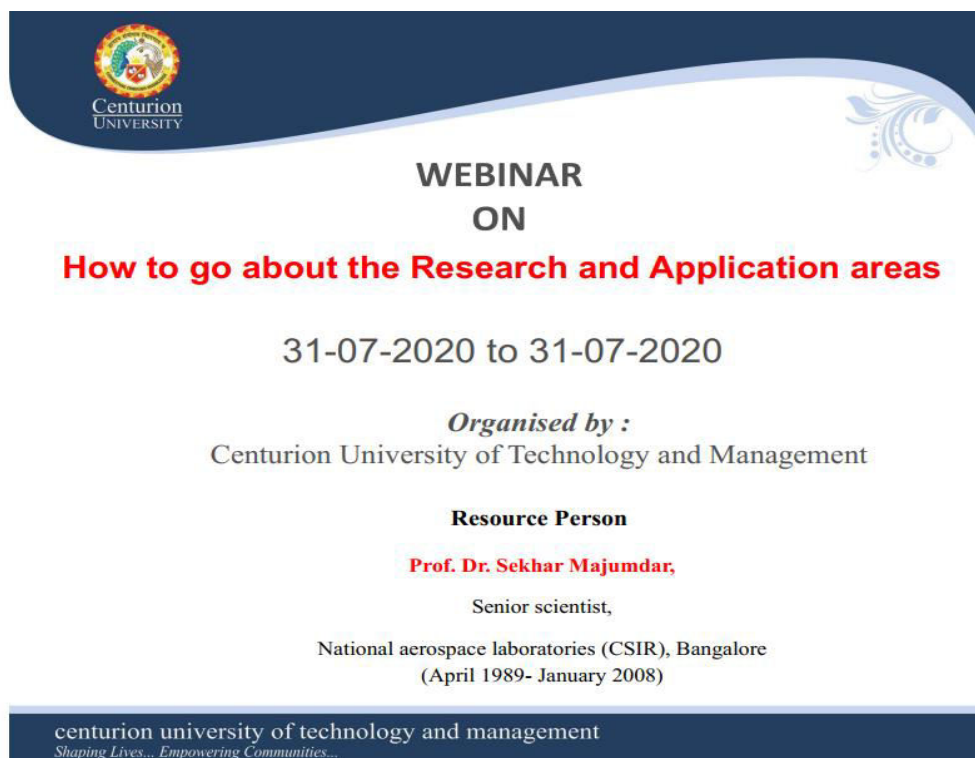 Centurion
UNIVERSITY
WEBINAR
ON
How to go about the Research and Application areas
31-07-2020 to 31-07-2020
Organised by :
Centurion University of Technology and Management
Resource Person
Prof. Dr. Sekhar Majumdar,
Senior scientist,
National aerospace laboratories (CSIR), Bangalore
(April 1989- January 2008)
centurion university of technology and management
Shaping Lives... Empowering Communities...